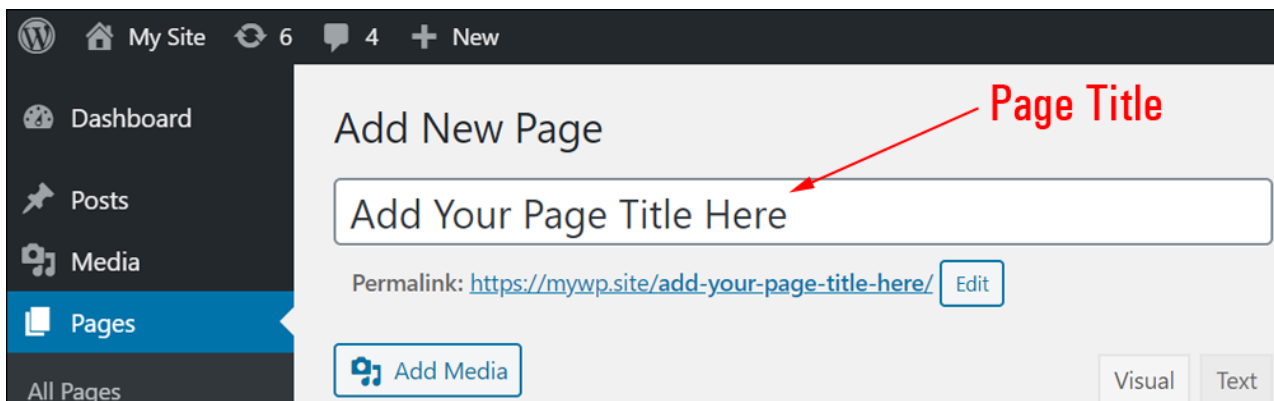 My Site 6 4 + New
Dashboard
Posts
Media
Pages
All Pages
Add New Page
Page Title
Add Your Page Title Here
Permalink: https://mywp.site/add-your-page-title-here/ Edit
Add Media
Visual Text